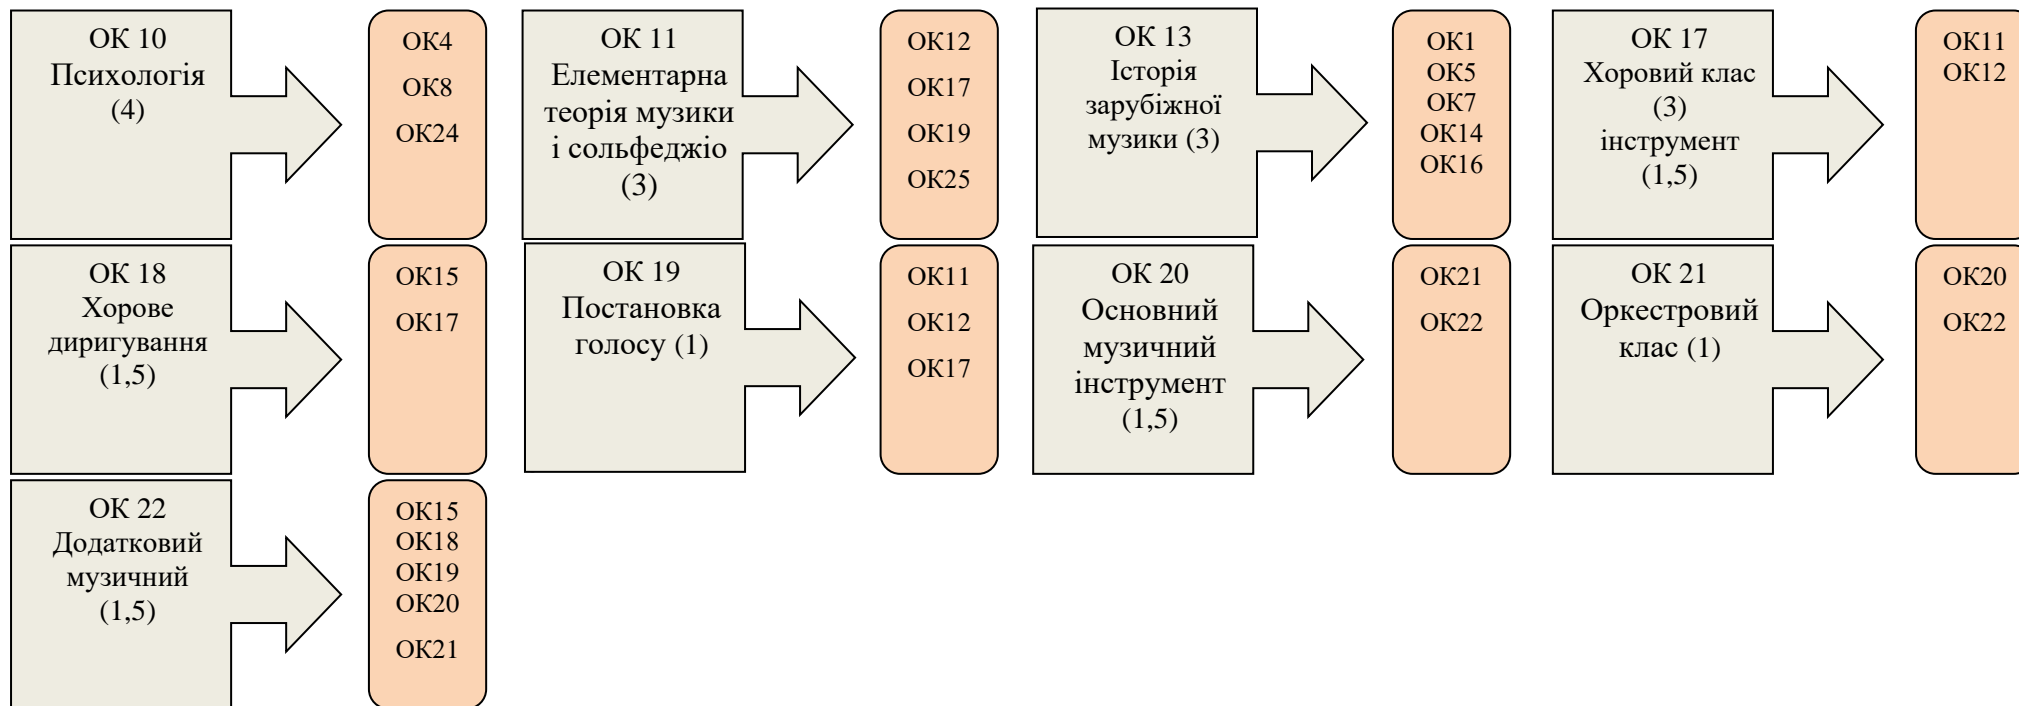 ОК 10
Психологія
(4)
ОК4
ОК8
ОК24
ОК 11
Елементарна
теорія музики
і сольфеджіо
(3)
ОК12
ОК17
ОК19
ОК25
ОК 13
Історія
зарубіжної
музики (3)
ОК1
ОК5
ОК7
ОК14
ОК16
ОК 17
Хоровий клас
(3)
інструмент
(1,5)
ОК11
ОК12
ОК 18
Хорове
диригування
(1,5)
ОК15
ОК17
ОК 19
Постановка
голосу (1)
ОК11
ОК12
ОК17
ОК 20
Основний
музичний
інструмент
(1,5)
ОК21
ОК22
ОК 21
Оркестровий
клас (1)
ОК20
ОК22
ОК 22
Додатковий
музичний
(1,5)
ОК15
ОК18
ОК19
ОК20
ОК21